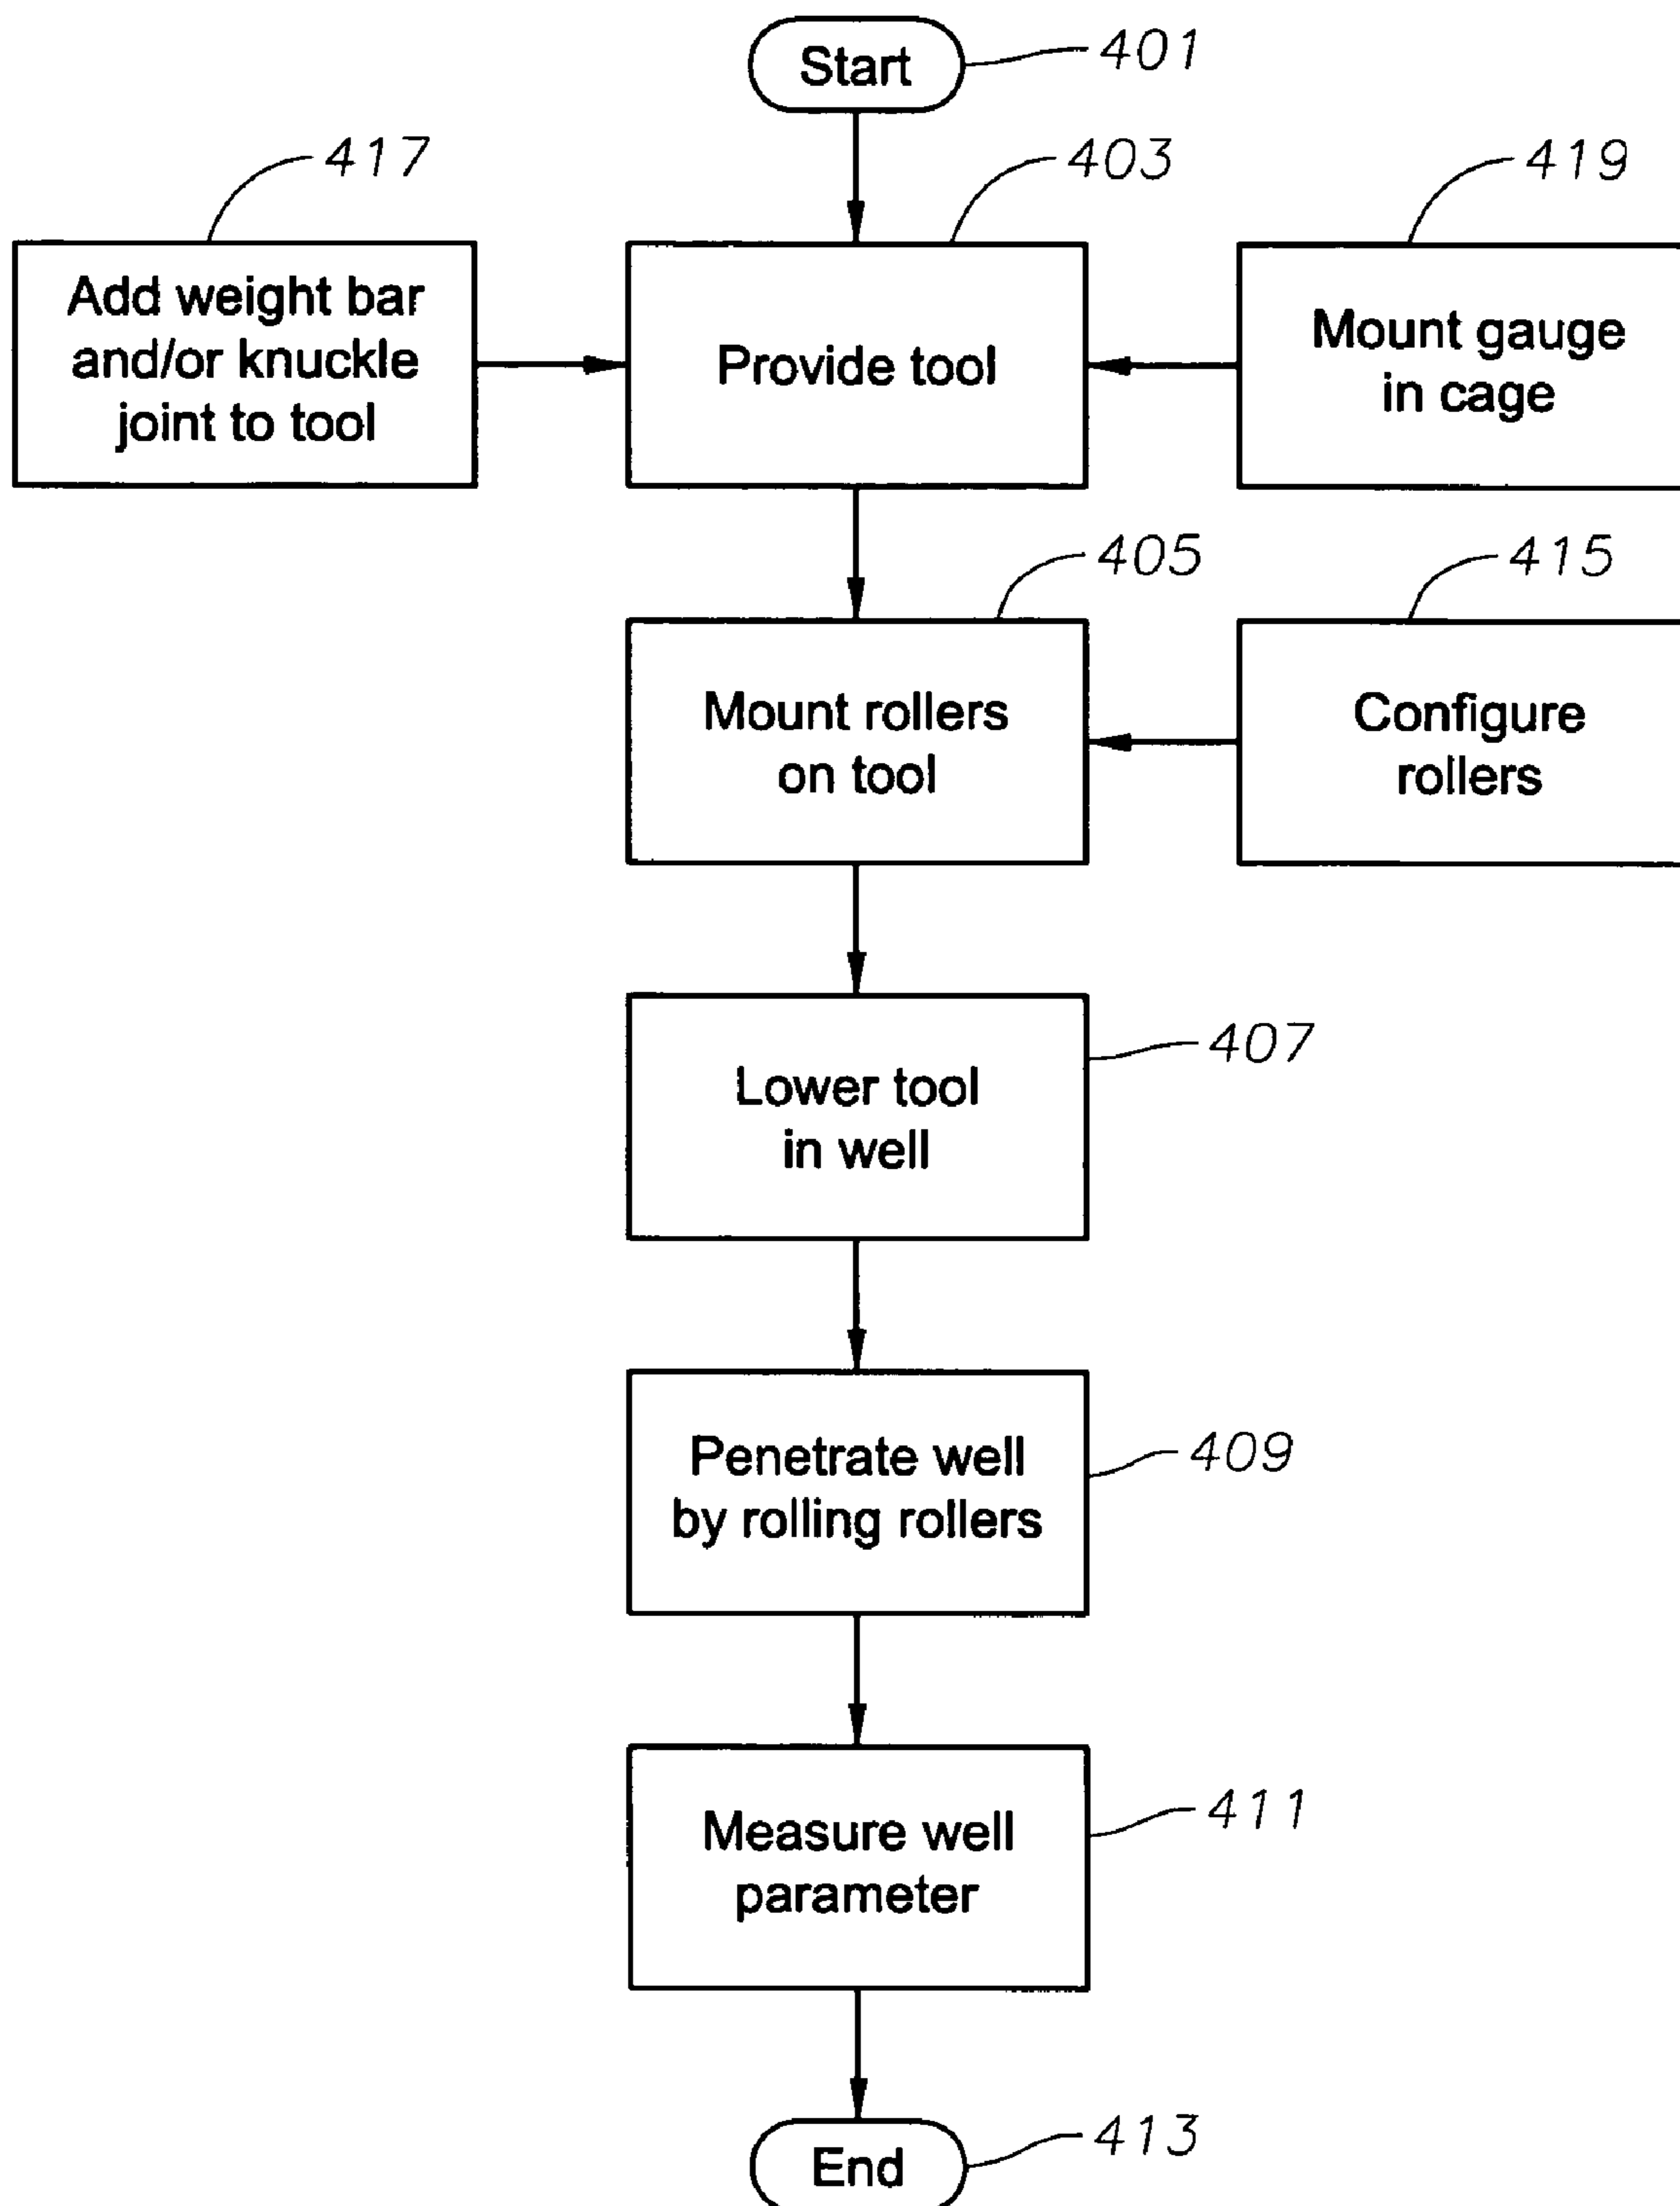 Start
401
417
403
419
Add weight bar
and/or knuckle
joint to tool
Provide tool
Mount gauge
in cage
405
415
Mount rollers
on tool
Configure
rollers
407
Lower tool
in well
409
Penetrate well
by rolling rollers
411
Measure well
parameter
413
End